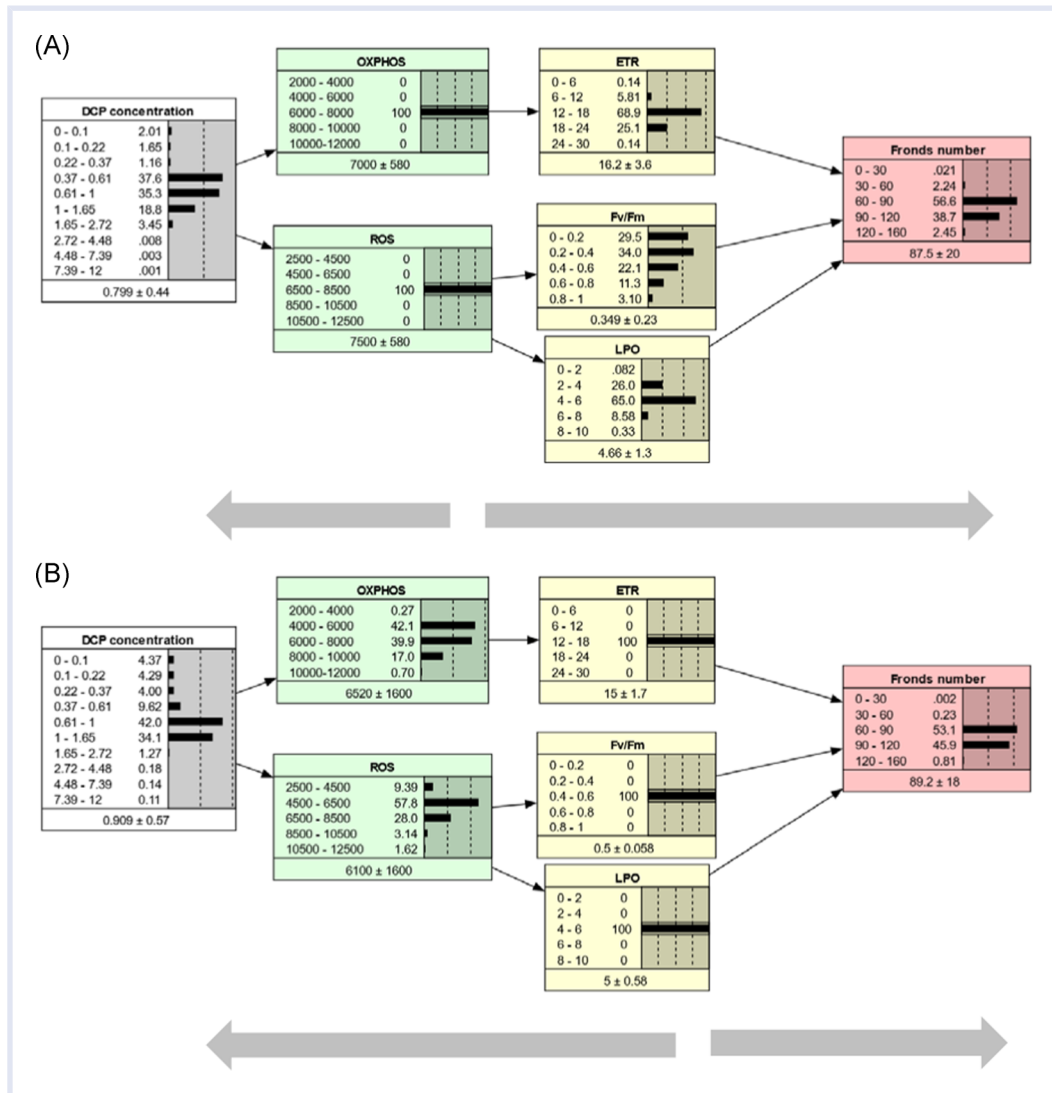 (A)
DCP concentration
0 - 0.1 2.01
0.1 - 0.22 1.65
0.22 - 0.37 1.16
0.37 - 0.61 37.6
0.61 - 1 35.3
1 - 1.65 18.8
1.65 - 2.72 3.45
2.72 - 4.48 .008
4.48 - 7.39 .003
7.39 - 12 .001
0.799 ± 0.44
OXPHOS
2000 - 4000 0
4000 - 6000 0
6000 - 8000 100
8000 - 10000 0
10000-12000 0
7000 ± 580
ROS
2500 - 4500 0
4500 - 6500 0
6500 - 8500 100
8500 - 10500 0
10500 - 12500 0
7500 ± 580
ETR
0 - 6 0.14
6 - 12 5.81
12 - 18 68.9
18 - 24 25.1
24 - 30 0.14
16.2 ± 3.6
Fv/Fm
0 - 0.2 29.5
0.2 - 0.4 34.0
0.4 - 0.6 22.1
0.6 - 0.8 11.3
0.8 - 1 3.10
0.349 ± 0.23
LPO
0 - 2 .082
2 - 4 26.0
4 - 6 65.0
6 - 8 8.58
8 - 10 0.33
4.66 ± 1.3
Fronds number
0 - 30 .021
30 - 60 2.24
60 - 90 56.6
90 - 120 38.7
120 - 160 2.45
87.5 ± 20
(B)
DCP concentration
0 - 0.1 4.37
0.1 - 0.22 4.29
0.22 - 0.37 4.00
0.37 - 0.61 9.62
0.61 - 1 42.0
1 - 1.65 34.1
1.65 - 2.72 1.27
2.72 - 4.48 0.18
4.48 - 7.39 0.14
7.39 - 12 0.11
0.909 ± 0.57
OXPHOS
2000 - 4000 0.27
4000 - 6000 42.1
6000 - 8000 39.9
8000 - 10000 17.0
10000-12000 0.70
6520 ± 1600
ROS
2500 - 4500 9.39
4500 - 6500 57.8
6500 - 8500 28.0
8500 - 10500 3.14
10500 - 12500 1.62
6100 ± 1600
ETR
0 - 6 0
6 - 12 0
12 - 18 100
18 - 24 0
24 - 30 0
15 ± 1.7
Fv/Fm
0 - 0.2 0
0.2 - 0.4 0
0.4 - 0.6 100
0.6 - 0.8 0
0.8 - 1 0
0.5 ± 0.058
LPO
0 - 2 0
2 - 4 0
4 - 6 100
6 - 8 0
8 - 10 0
5 ± 0.58
Fronds number
0 - 30 .002
30 - 60 0.23
60 - 90 53.1
90 - 120 45.9
120 - 160 0.81
89.2 ± 18